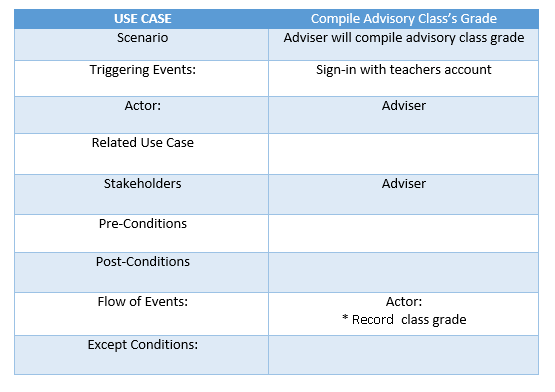 USE CASE Compile Advisory Class's Grade
Scenario Adviser will compile advisory class grade
Triggering Events: Sign-in with teachers account
Actor: Adviser
Related Use Case
Stakeholders Adviser
Pre-Conditions
Post-Conditions
Flow of Events: Actor:
* Record class grade
Except Conditions: